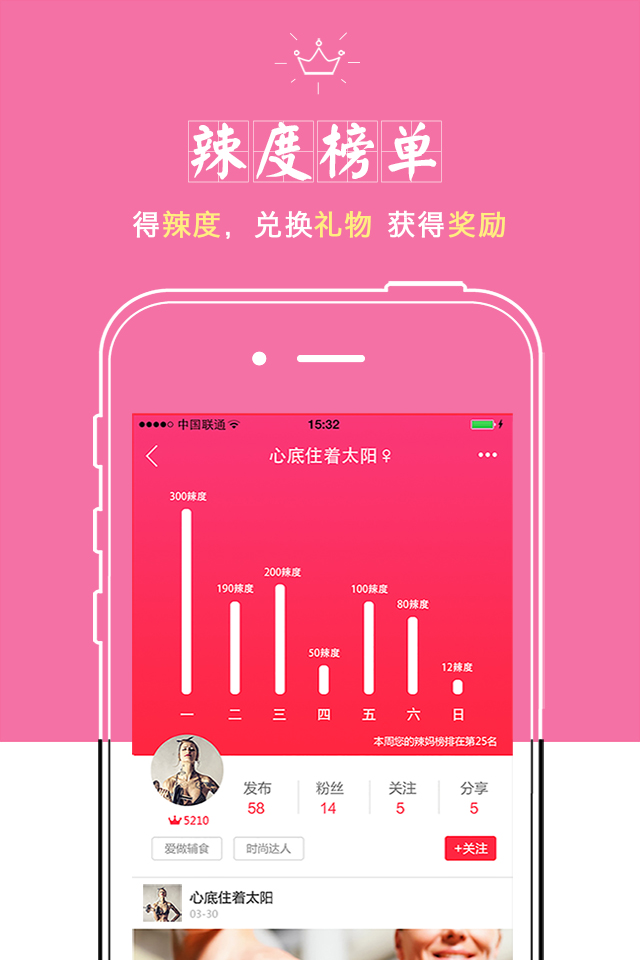 辣度榜单
得辣度，兑换礼物 获得奖励
中国联通 15:32
心底住着太阳♀
300辣度
190辣度
200辣度
50辣度
100辣度
80辣度
12辣度
一 二 三 四 五 六 日
本周您的辣妈榜排在第25名
发布 粉丝 关注 分享
58 14 5 5
5210
爱做辅食 时尚达人 +关注
心底住着太阳
03-30